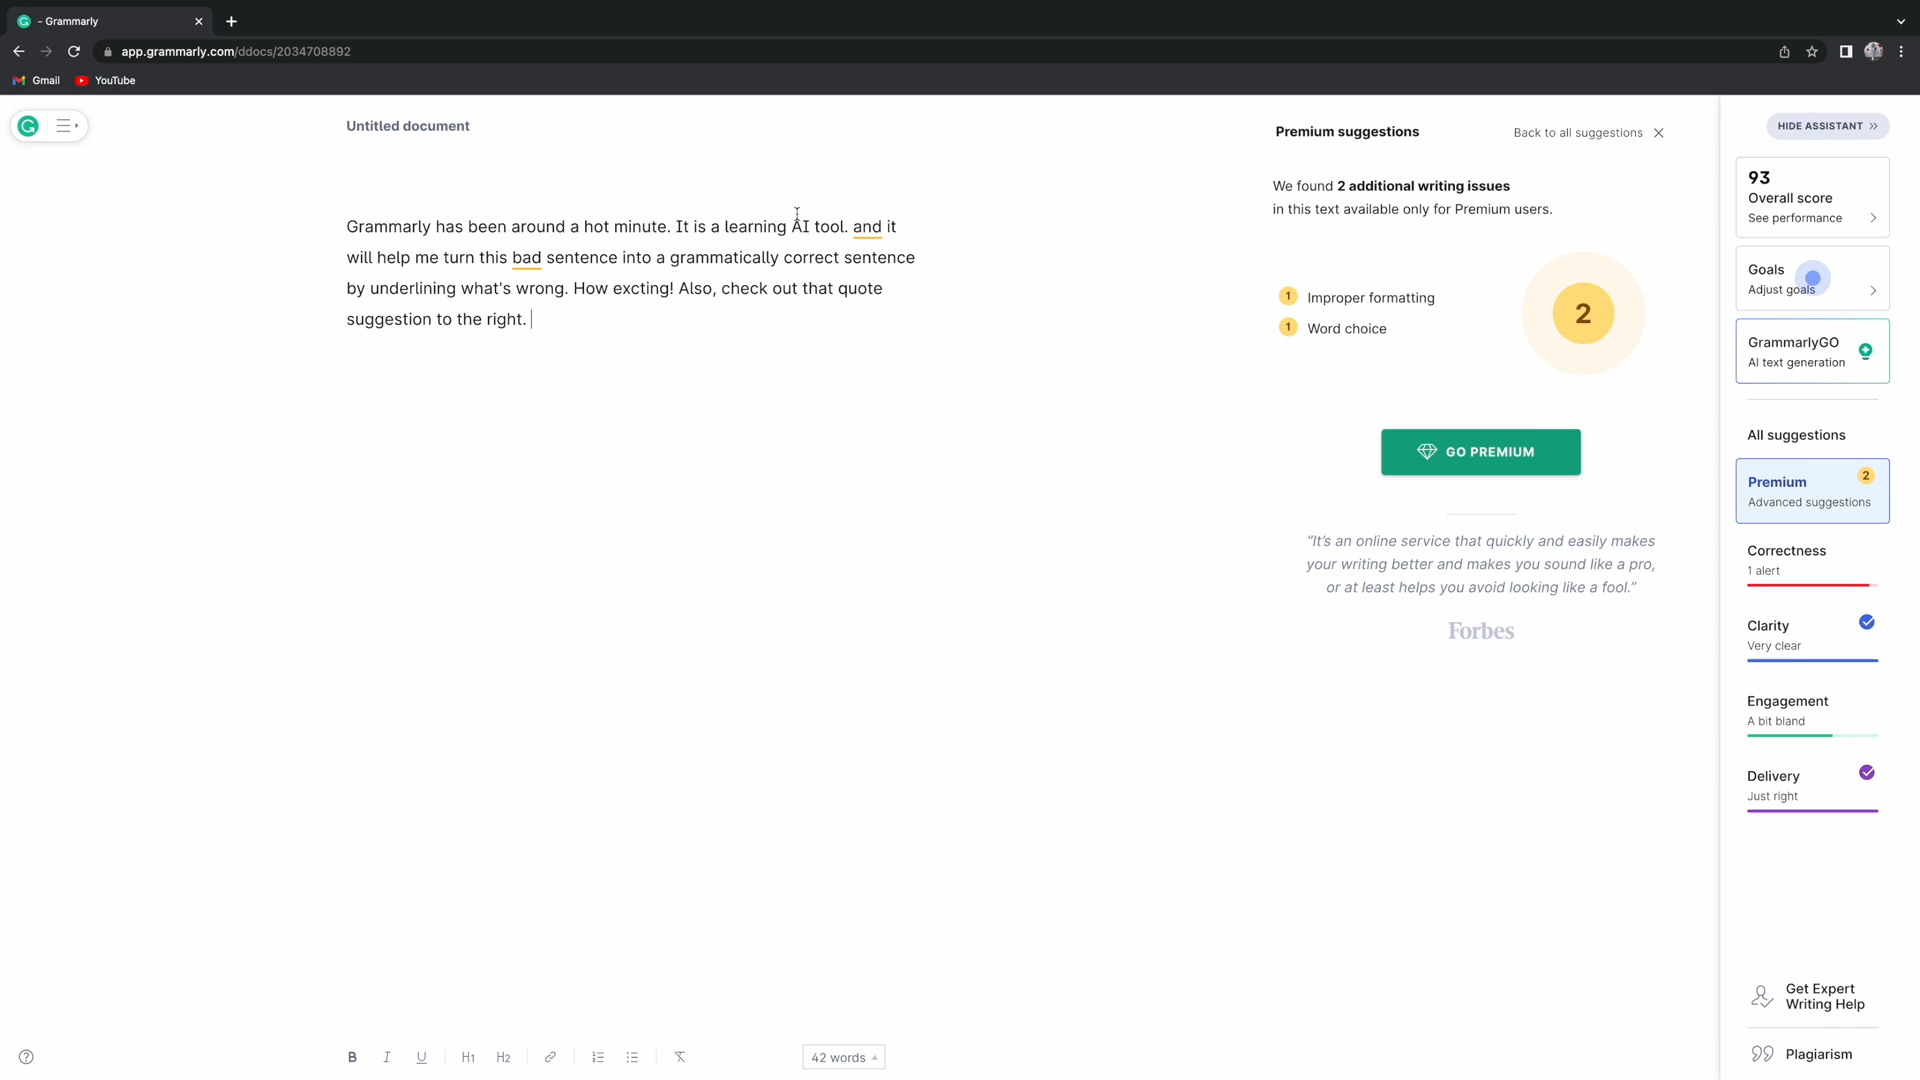 - Grammarly
app.grammarly.com/ddocs/2034708892
Gmail
YouTube
Untitled document
Grammarly has been around a hot minute. It is a learning AI tool. and it
will help me turn this bad sentence into a grammatically correct sentence
by underlining what's wrong. How excting! Also, check out that quote
suggestion to the right.
Premium suggestions
Back to all suggestions
We found 2 additional writing issues
in this text available only for Premium users.
1 Improper formatting
1 Word choice
2
GO PREMIUM
“It’s an online service that quickly and easily makes
your writing better and makes you sound like a pro,
or at least helps you avoid looking like a fool.”
Forbes
HIDE ASSISTANT
93
Overall score
See performance
Goals
Adjust goals
GrammarlyGO
AI text generation
All suggestions
Premium 2
Advanced suggestions
Correctness
1 alert
Clarity
Very clear
Engagement
A bit bland
Delivery
Just right
Get Expert
Writing Help
Plagiarism
B I U H1 H2
42 words